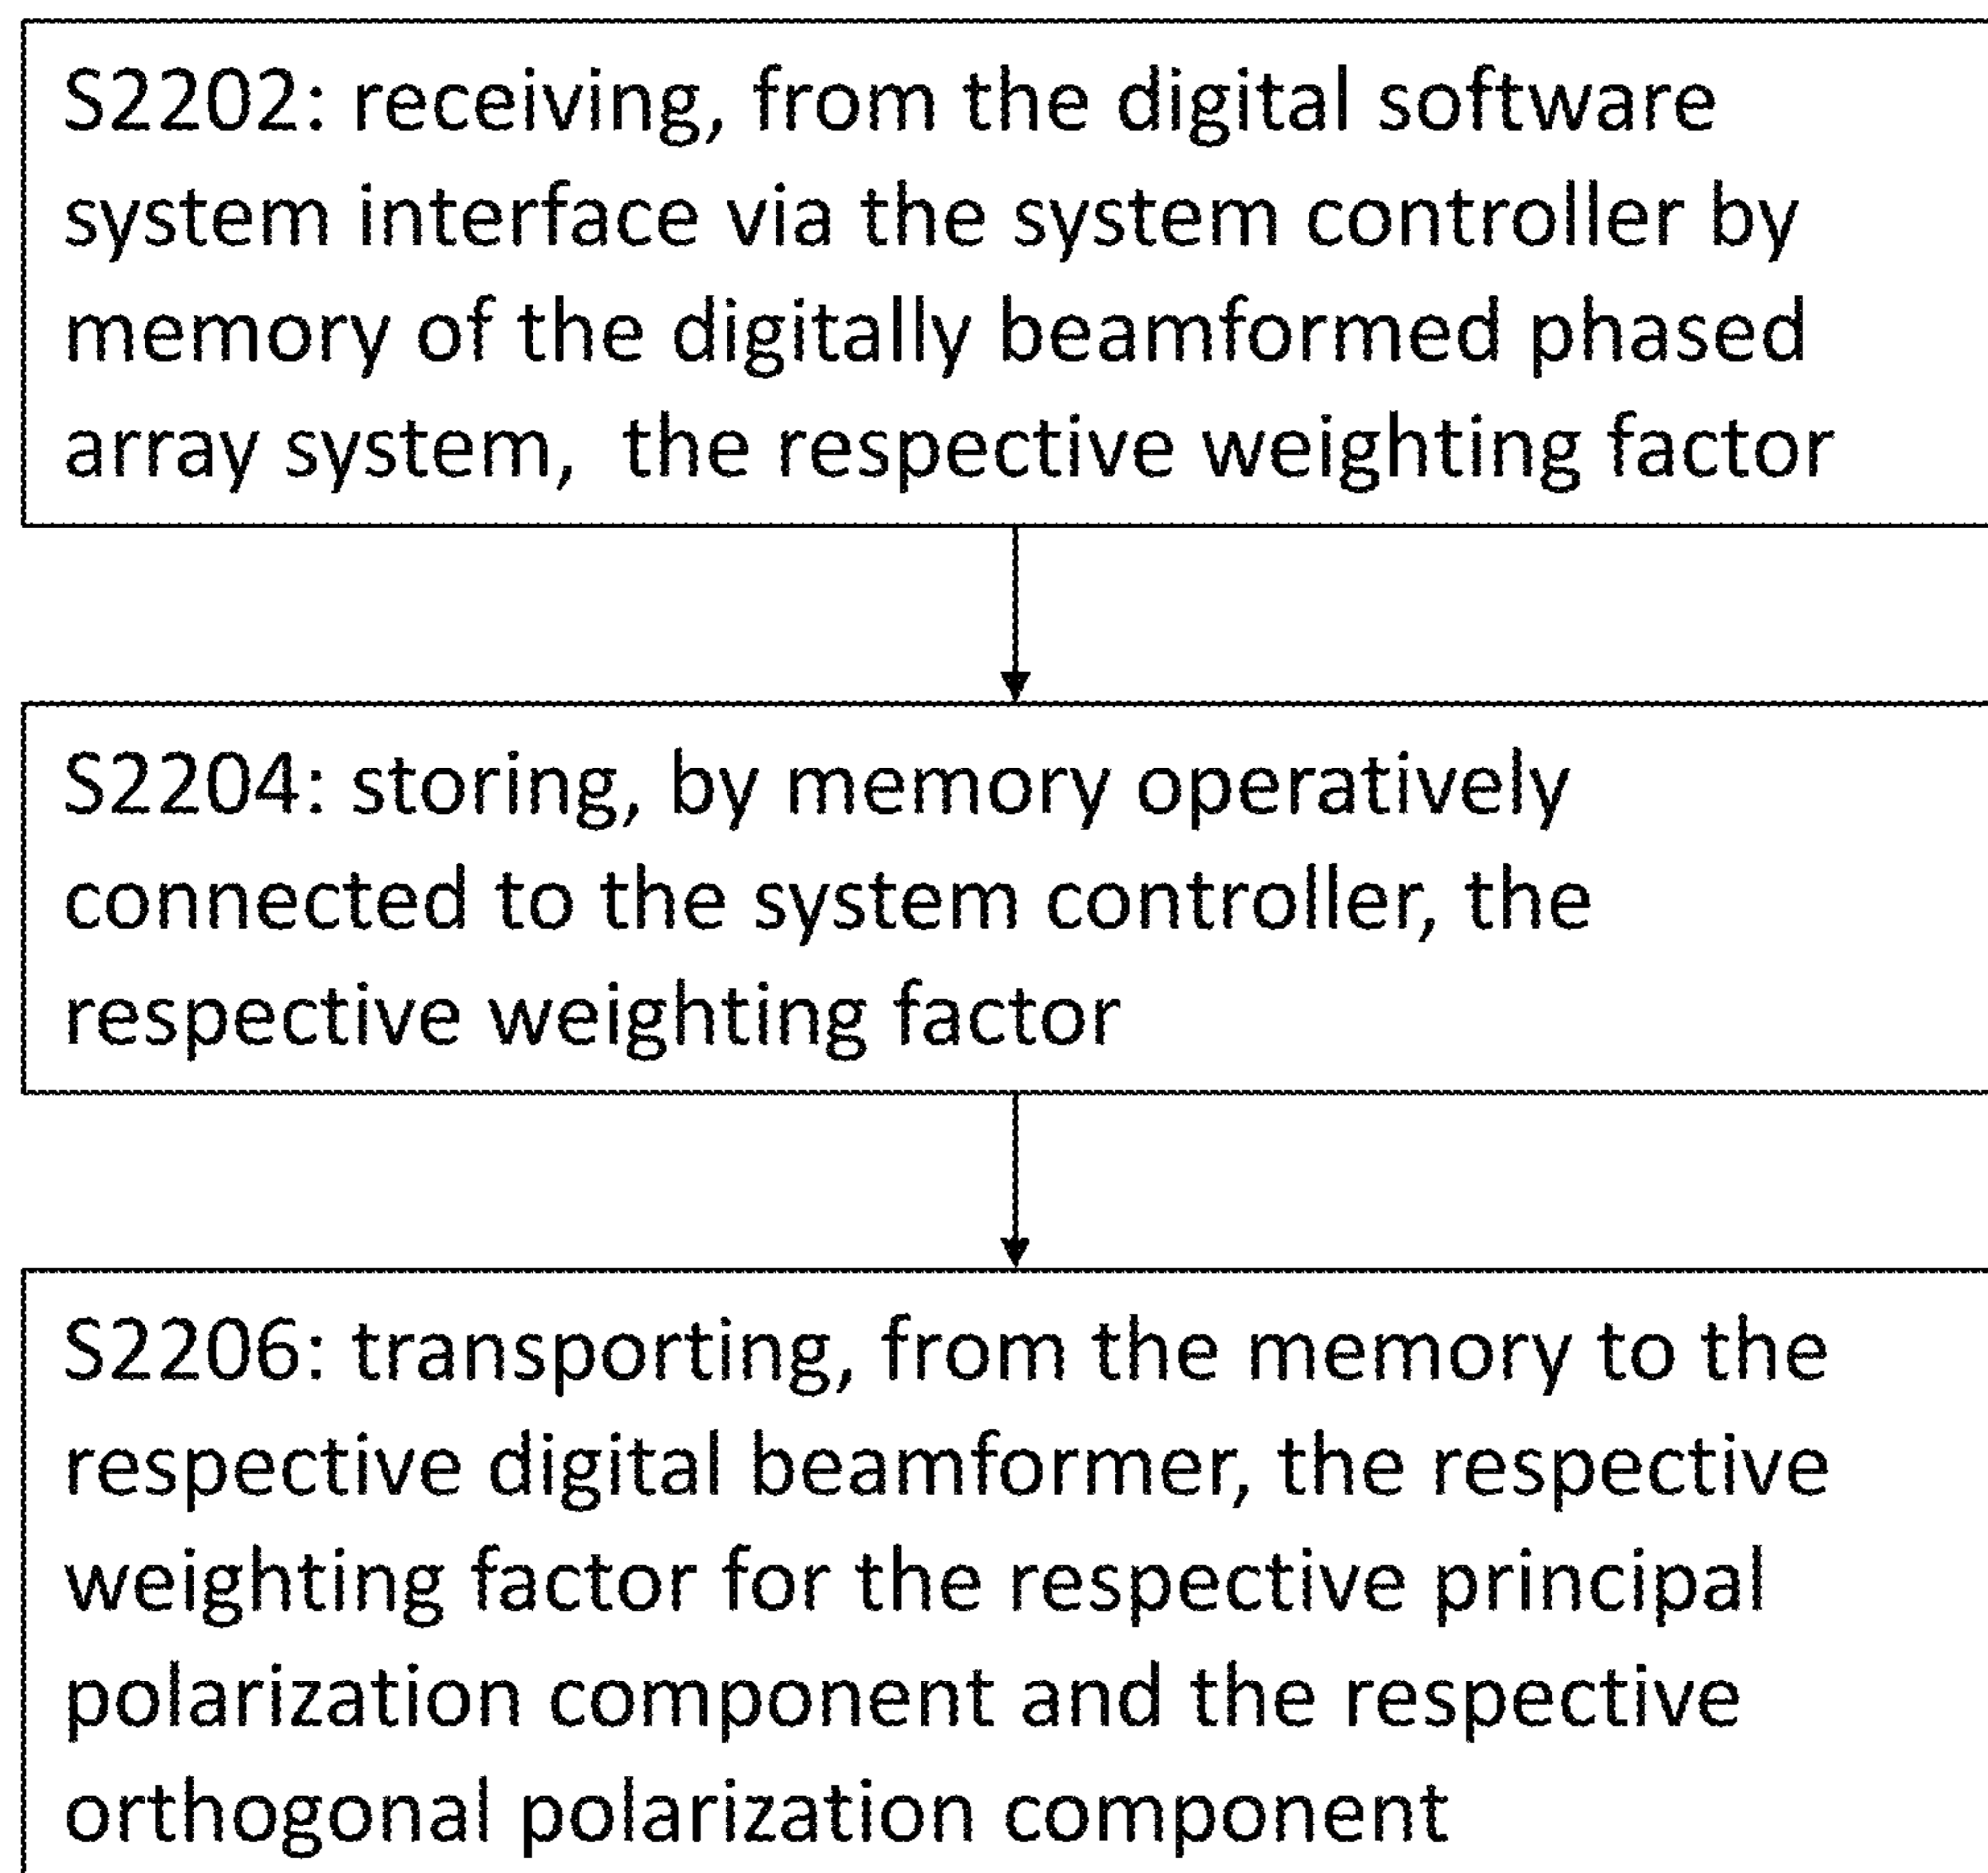 S2202: receiving, from the digital software
system interface via the system controller by
memory of the digitally beamformed phased
array system,  the respective weighting factor
S2204: storing, by memory operatively
connected to the system controller, the
respective weighting factor
S2206: transporting, from the memory to the
respective digital beamformer, the respective
weighting factor for the respective principal
polarization component and the respective
orthogonal polarization component